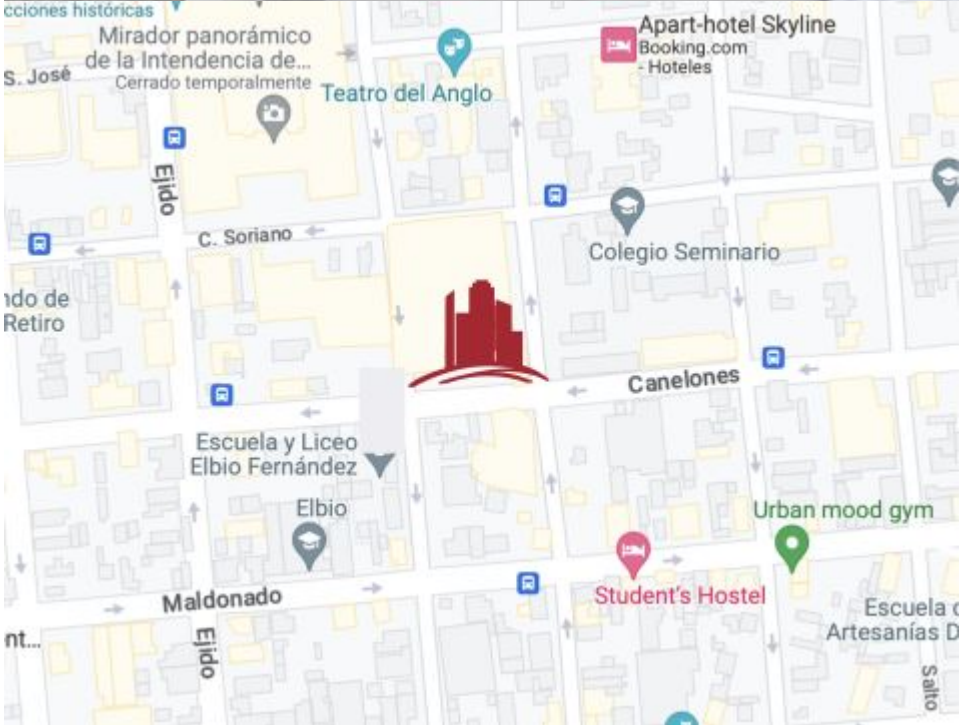 cciones históricas
Mirador panorámico
de la Intendencia de...
Cerrado temporalmente
S. José
Teatro del Anglo
Apart-hotel Skyline
Booking.com
- Hoteles
Ejido
C. Soriano
Colegio Seminario
ndo de
Retiro
Canelones
Escuela y Liceo
Elbio Fernández
Elbio
Urban mood gym
Maldonado
Student's Hostel
Escuela d
Artesanías D
nt...
Ejido
Salto